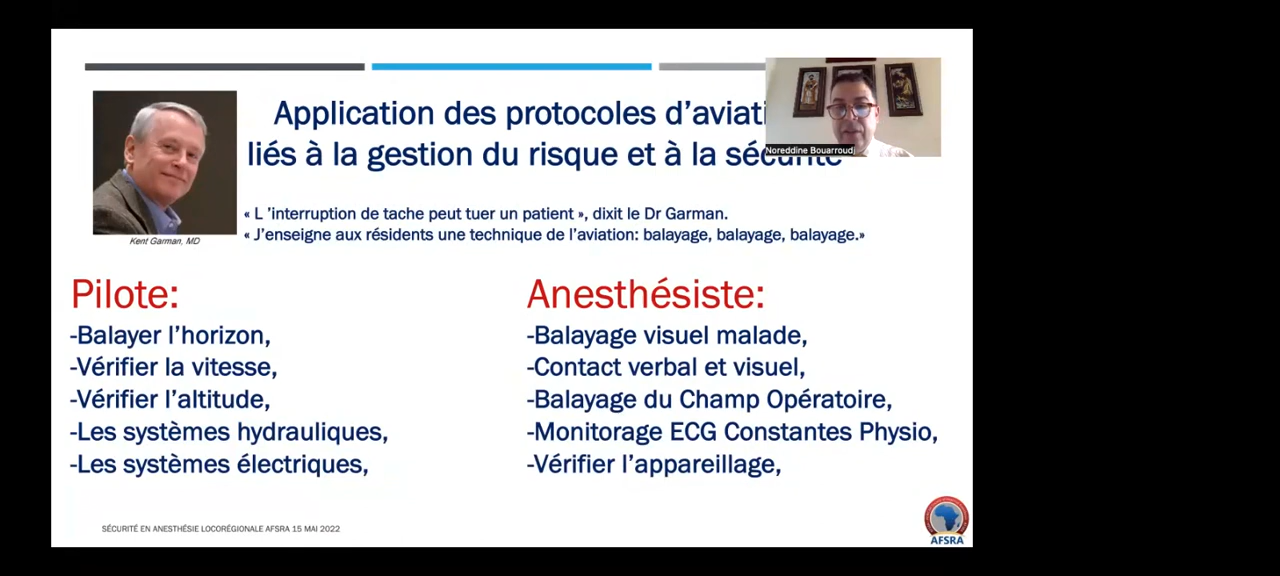 Application des protocoles d’aviati
liés à la gestion du risque et à la sécurité
Noreddine Bouarroudj
Kent Garman, MD
« L ’interruption de tache peut tuer un patient », dixit le Dr Garman.
« J’enseigne aux résidents une technique de l’aviation: balayage, balayage, balayage.»
Pilote:
-Balayer l’horizon,
-Vérifier la vitesse,
-Vérifier l’altitude,
-Les systèmes hydrauliques,
-Les systèmes électriques,
Anesthésiste:
-Balayage visuel malade,
-Contact verbal et visuel,
-Balayage du Champ Opératoire,
-Monitorage ECG Constantes Physio,
-Vérifier l’appareillage,
SÉCURITÉ EN ANESTHÉSIE LOCORÉGIONALE AFSRA 15 MAI 2022
AFSRA